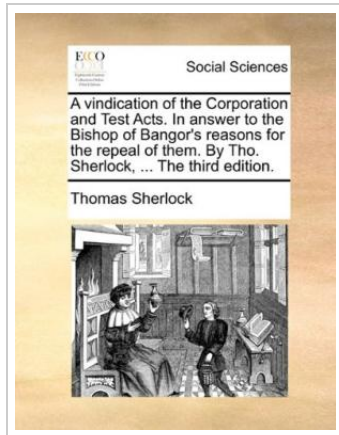 ECCO
Social Sciences
A vindication of the Corporation
and Test Acts. In answer to the
Bishop of Bangor's reasons for
the repeal of them. By Tho.
Sherlock, ... The third edition.
Thomas Sherlock